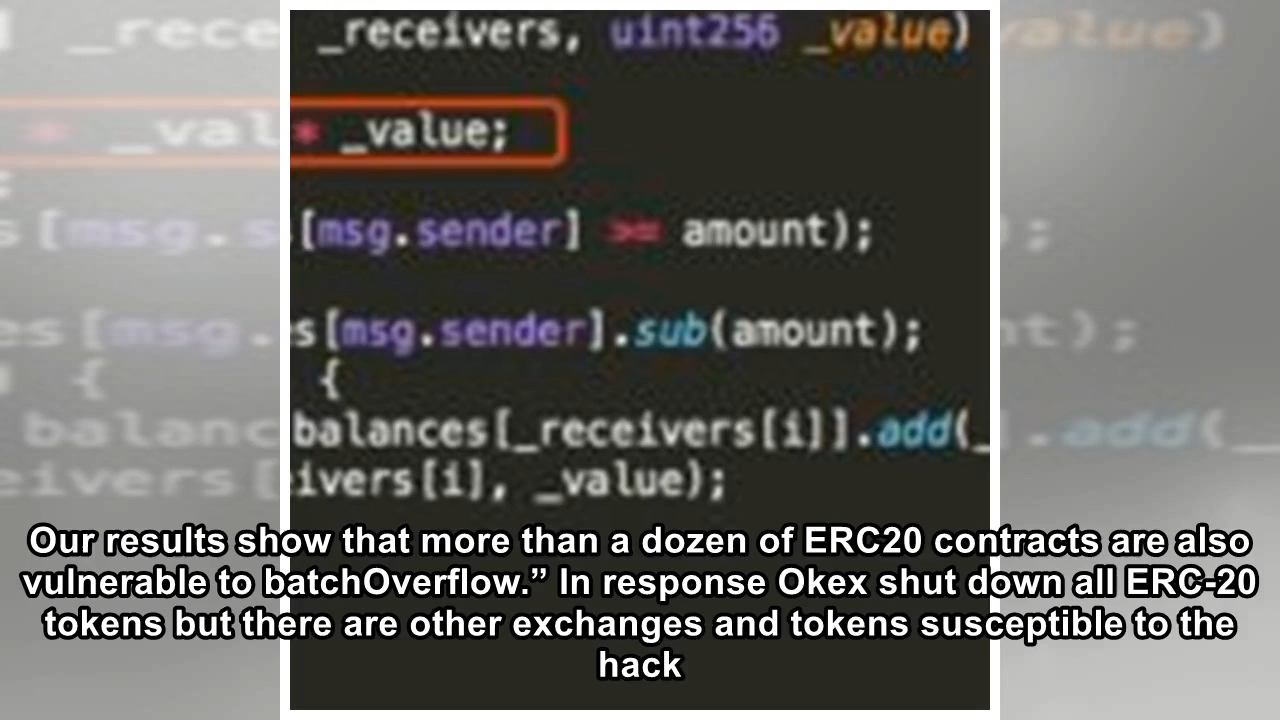 _receivers, uint256 _value)
* _value;
[msg.sender] >= amount);
s[msg.sender].sub(amount);
{
balances[_receivers[i]].add(_
ivers[i], _value);
Our results show that more than a dozen of ERC20 contracts are also
vulnerable to batchOverflow.” In response Okex shut down all ERC-20
tokens but there are other exchanges and tokens susceptible to the
hack